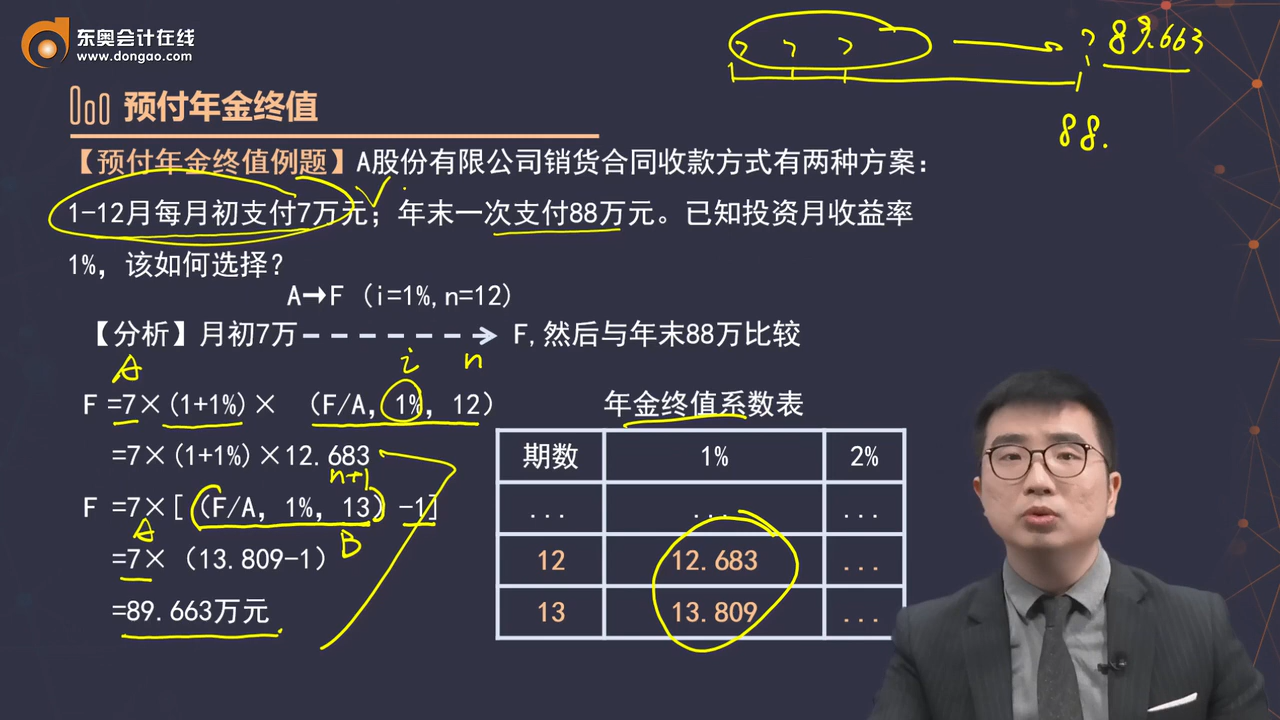 东奥会计在线
www.dongao.com
? 89.663
88.
预付年金终值
【预付年金终值例题】A股份有限公司销货合同收款方式有两种方案：
1-12月每月初支付7万元；年末一次支付88万元。已知投资月收益率
1%，该如何选择？
A→F（i=1%,n=12）
【分析】月初7万 F,然后与年末88万比较
A i n
F =7×(1+1%)× （F/A，1%，12）
=7×(1+1%)×12.683
n+1
F =7×[（F/A，1%，13）-1]
A B
=7×（13.809-1）
=89.663万元
年金终值系数表
期数 1% 2%
... ... ...
12 12.683 ...
13 13.809 ...